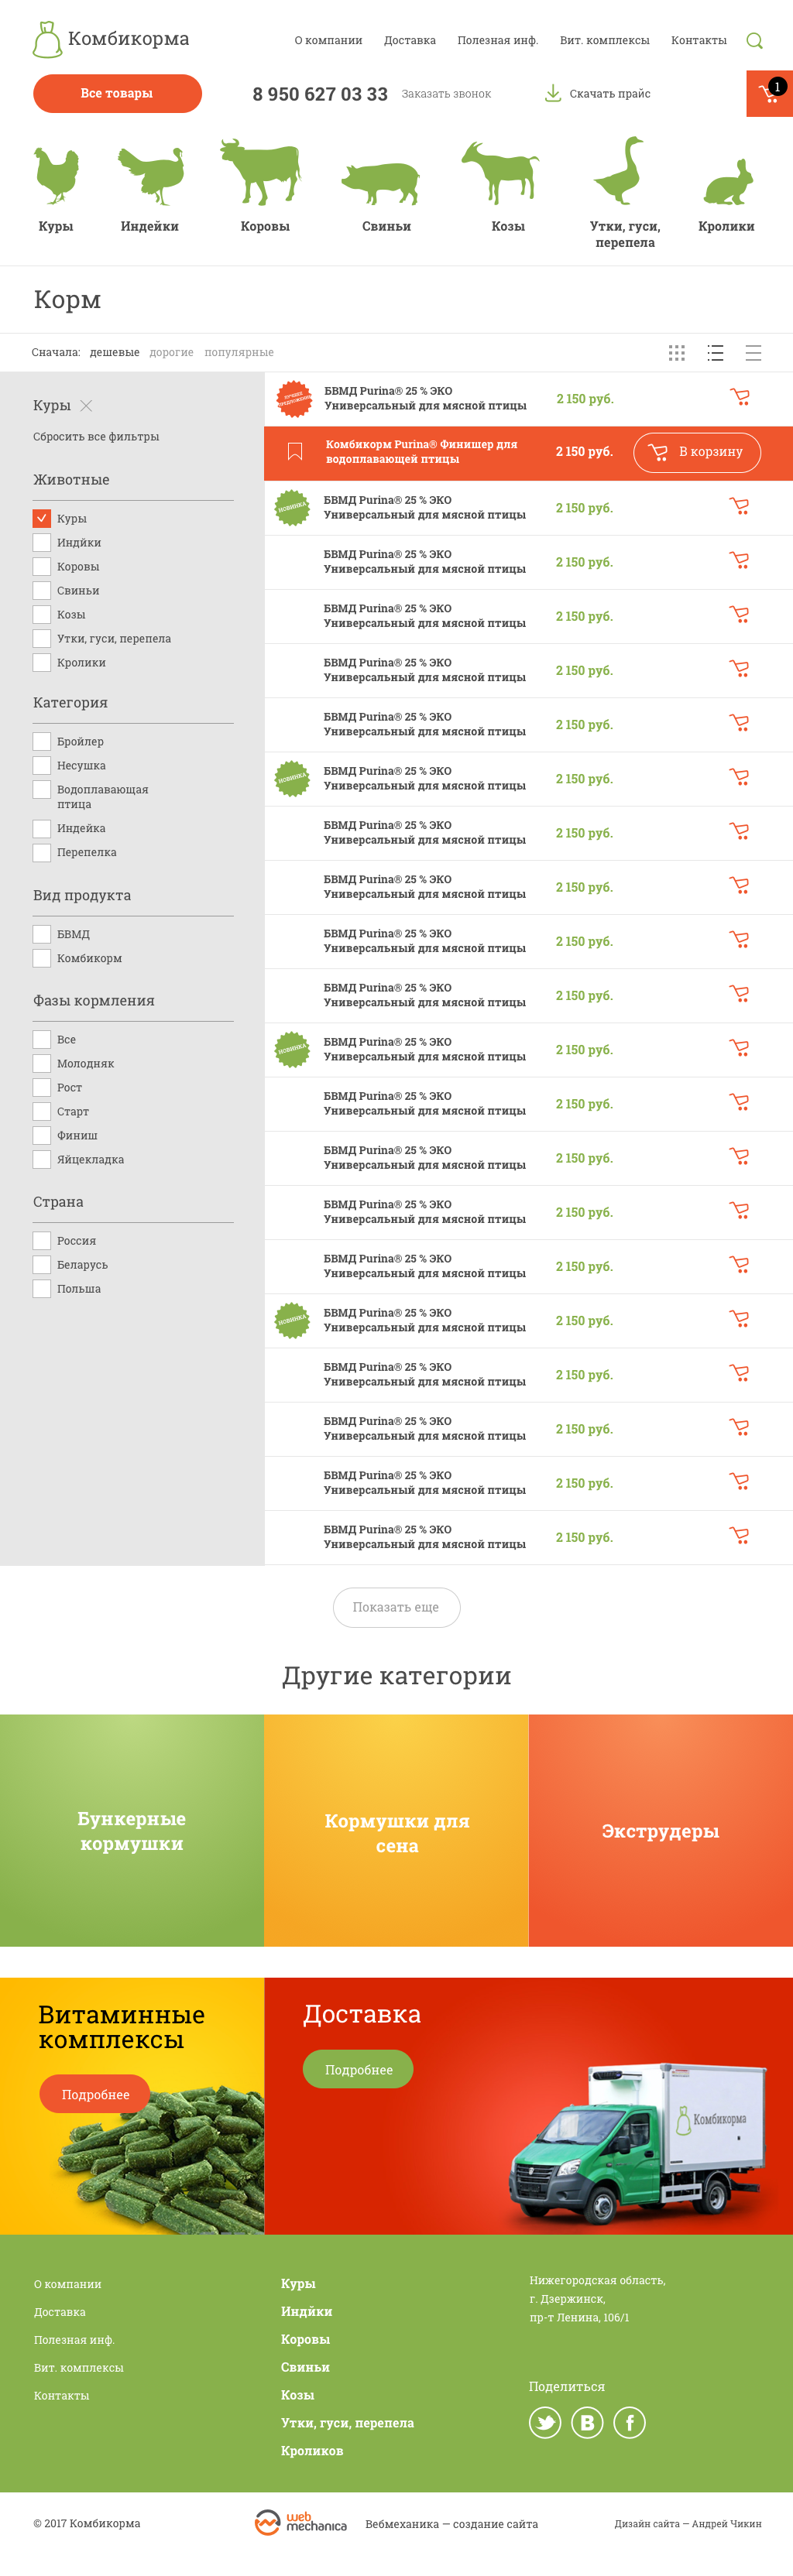 Комбикорма
О компании Доставка Полезная инф. Вит. комплексы Контакты
Все товары
8 950 627 03 33 Заказать звонок
Скачать прайс
1
Куры
Индейки
Коровы
Свиньи
Козы
Утки, гуси,
перепела
Кролики
Корм
Сначала: дешевые дорогие популярные
Куры
Сбросить все фильтры
Животные
Куры
Индйки
Коровы
Свиньи
Козы
Утки, гуси, перепела
Кролики
Категория
Бройлер
Несушка
Водоплавающая
птица
Индейка
Перепелка
Вид продукта
БВМД
Комбикорм
Фазы кормления
Все
Молодняк
Рост
Старт
Финиш
Яйцекладка
Страна
Россия
Беларусь
Польша
ЛУЧШЕЕ
ПРЕДЛОЖЕНИЕ
БВМД Purina® 25 % ЭКО
Универсальный для мясной птицы
2 150 руб.
Комбикорм Purina® Финишер для
водоплавающей птицы
2 150 руб.
В корзину
НОВИНКА
БВМД Purina® 25 % ЭКО
Универсальный для мясной птицы
2 150 руб.
БВМД Purina® 25 % ЭКО
Универсальный для мясной птицы
2 150 руб.
БВМД Purina® 25 % ЭКО
Универсальный для мясной птицы
2 150 руб.
БВМД Purina® 25 % ЭКО
Универсальный для мясной птицы
2 150 руб.
БВМД Purina® 25 % ЭКО
Универсальный для мясной птицы
2 150 руб.
НОВИНКА
БВМД Purina® 25 % ЭКО
Универсальный для мясной птицы
2 150 руб.
БВМД Purina® 25 % ЭКО
Универсальный для мясной птицы
2 150 руб.
БВМД Purina® 25 % ЭКО
Универсальный для мясной птицы
2 150 руб.
БВМД Purina® 25 % ЭКО
Универсальный для мясной птицы
2 150 руб.
БВМД Purina® 25 % ЭКО
Универсальный для мясной птицы
2 150 руб.
НОВИНКА
БВМД Purina® 25 % ЭКО
Универсальный для мясной птицы
2 150 руб.
БВМД Purina® 25 % ЭКО
Универсальный для мясной птицы
2 150 руб.
БВМД Purina® 25 % ЭКО
Универсальный для мясной птицы
2 150 руб.
БВМД Purina® 25 % ЭКО
Универсальный для мясной птицы
2 150 руб.
БВМД Purina® 25 % ЭКО
Универсальный для мясной птицы
2 150 руб.
НОВИНКА
БВМД Purina® 25 % ЭКО
Универсальный для мясной птицы
2 150 руб.
БВМД Purina® 25 % ЭКО
Универсальный для мясной птицы
2 150 руб.
БВМД Purina® 25 % ЭКО
Универсальный для мясной птицы
2 150 руб.
БВМД Purina® 25 % ЭКО
Универсальный для мясной птицы
2 150 руб.
БВМД Purina® 25 % ЭКО
Универсальный для мясной птицы
2 150 руб.
Показать еще
Другие категории
Бункерные
кормушки
Кормушки для
сена
Экструдеры
Витаминные
комплексы
Подробнее
Доставка
Подробнее
Комбикорма
О компании
Доставка
Полезная инф.
Вит. комплексы
Контакты
Куры
Индйки
Коровы
Свиньи
Козы
Утки, гуси, перепела
Кроликов
Нижегородская область,
г. Дзержинск,
пр-т Ленина, 106/1
Поделиться
© 2017 Комбикорма
web
mechanica
Вебмеханика — создание сайта
Дизайн сайта — Андрей Чикин